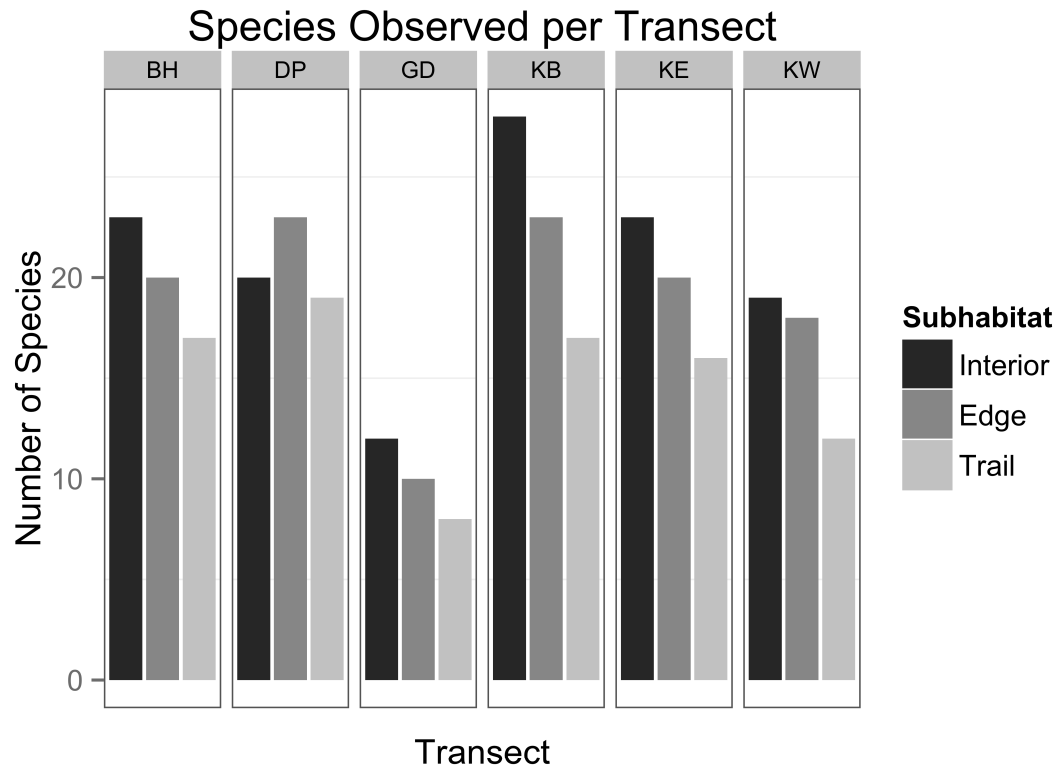 Species Observed per Transect
BH DP GD KB KE KW
Number of Species
20
10
0
Transect
Subhabitat
Interior
Edge
Trail